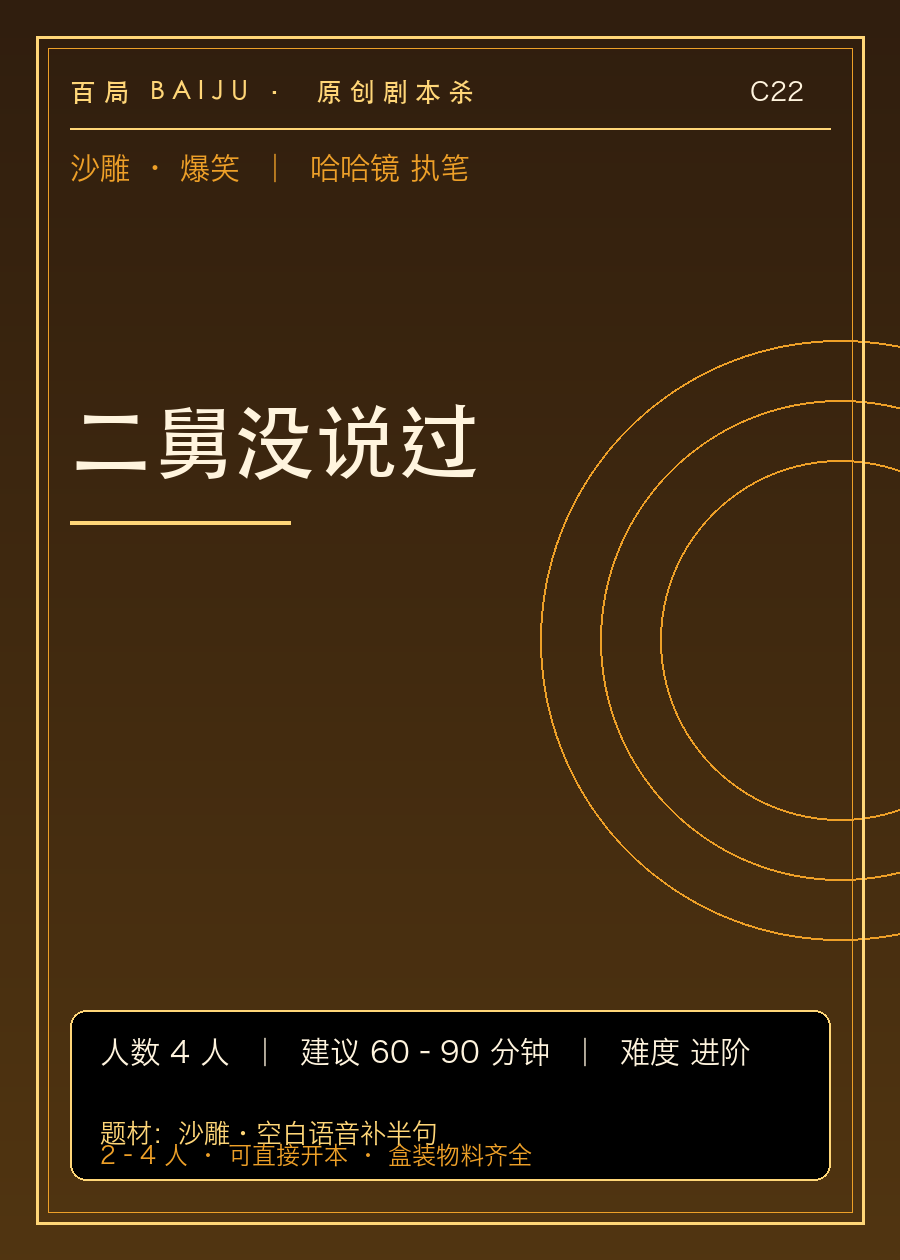 百局 BAIJU · 原创剧本杀
C22
沙雕 · 爆笑 ｜ 哈哈镜 执笔
二舅没说过
人数 4 人 ｜ 建议 60 - 90 分钟 ｜ 难度 进阶
题材: 沙雕·空白语音补半句
2 - 4 人 · 可直接开本 · 盒装物料齐全